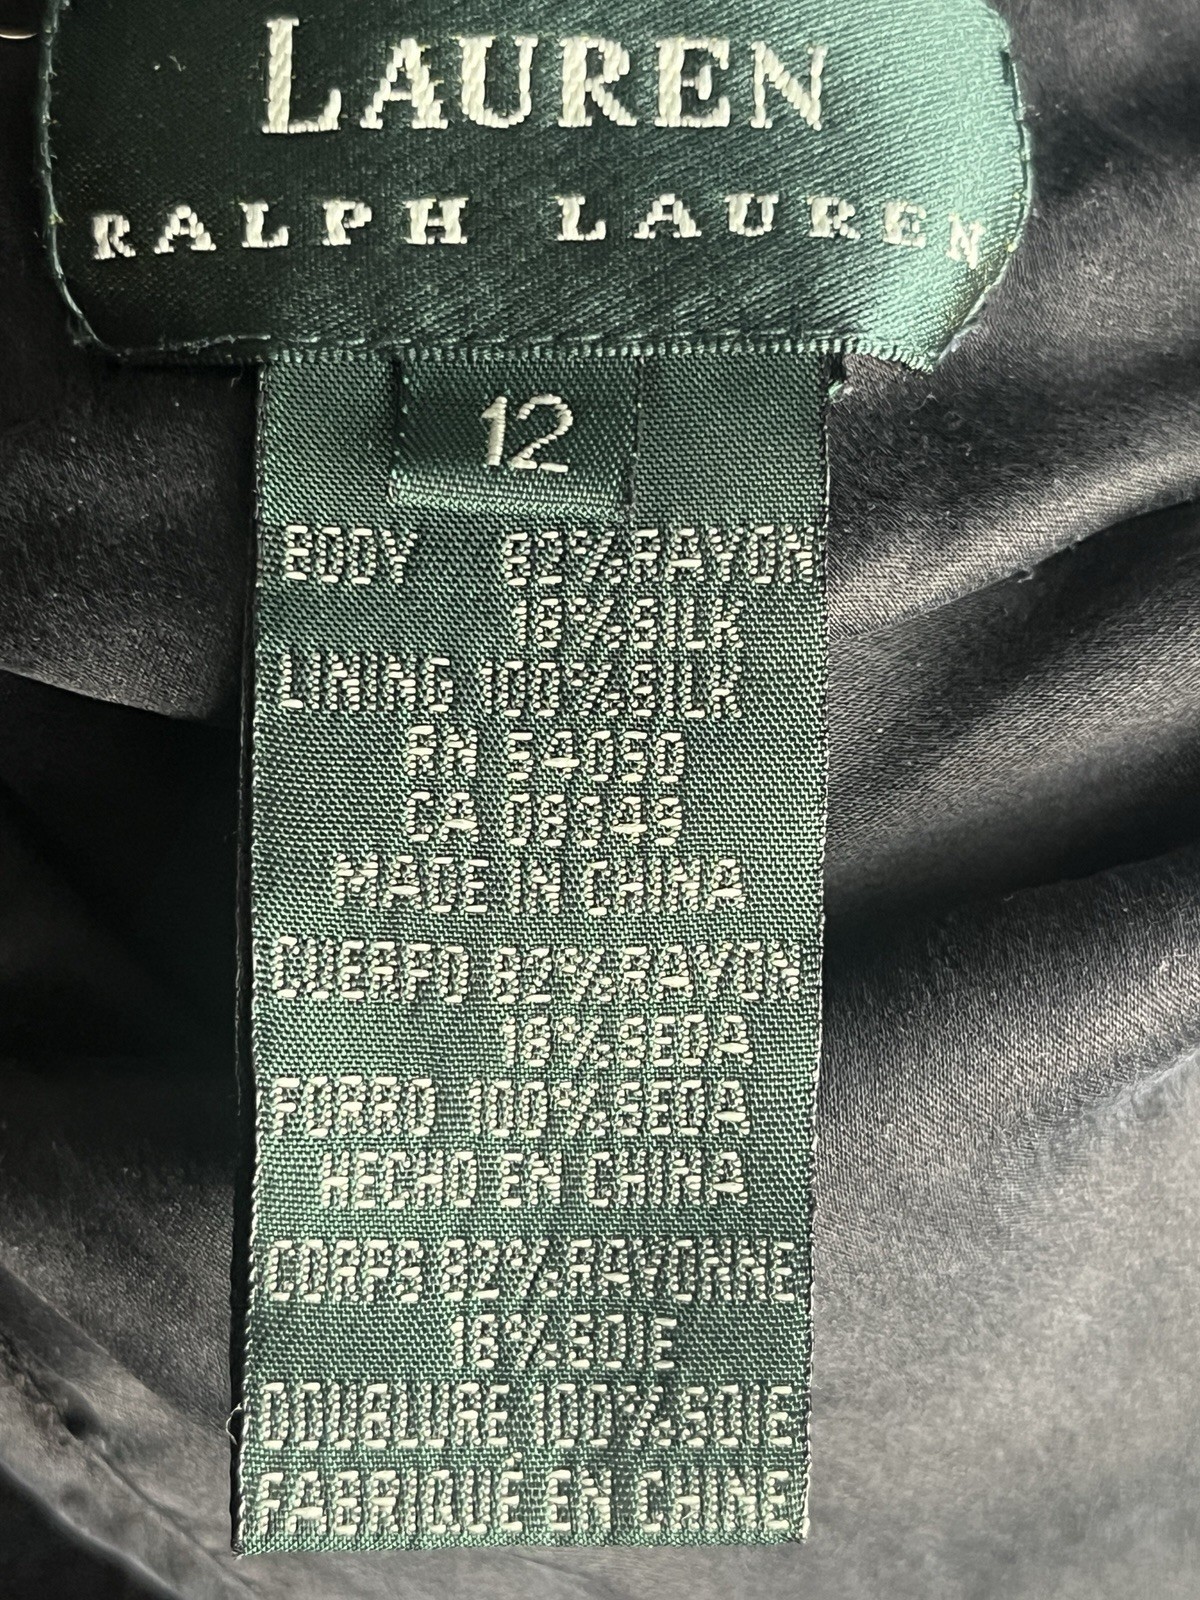 LAUREN
RALPH LAUREN
12
BODY 82%RAYON
18%SILK
LINING 100%SILK
RN 54050
CA 08349
MADE IN CHINA
CUERPO 82%RAYON
18%SEDA
FORRO 100%SEDA
HECHO EN CHINA
CORPS 82%RAYONNE
18%SOIE
DOUBLURE 100%SOIE
FABRIQUÉ EN CHINE